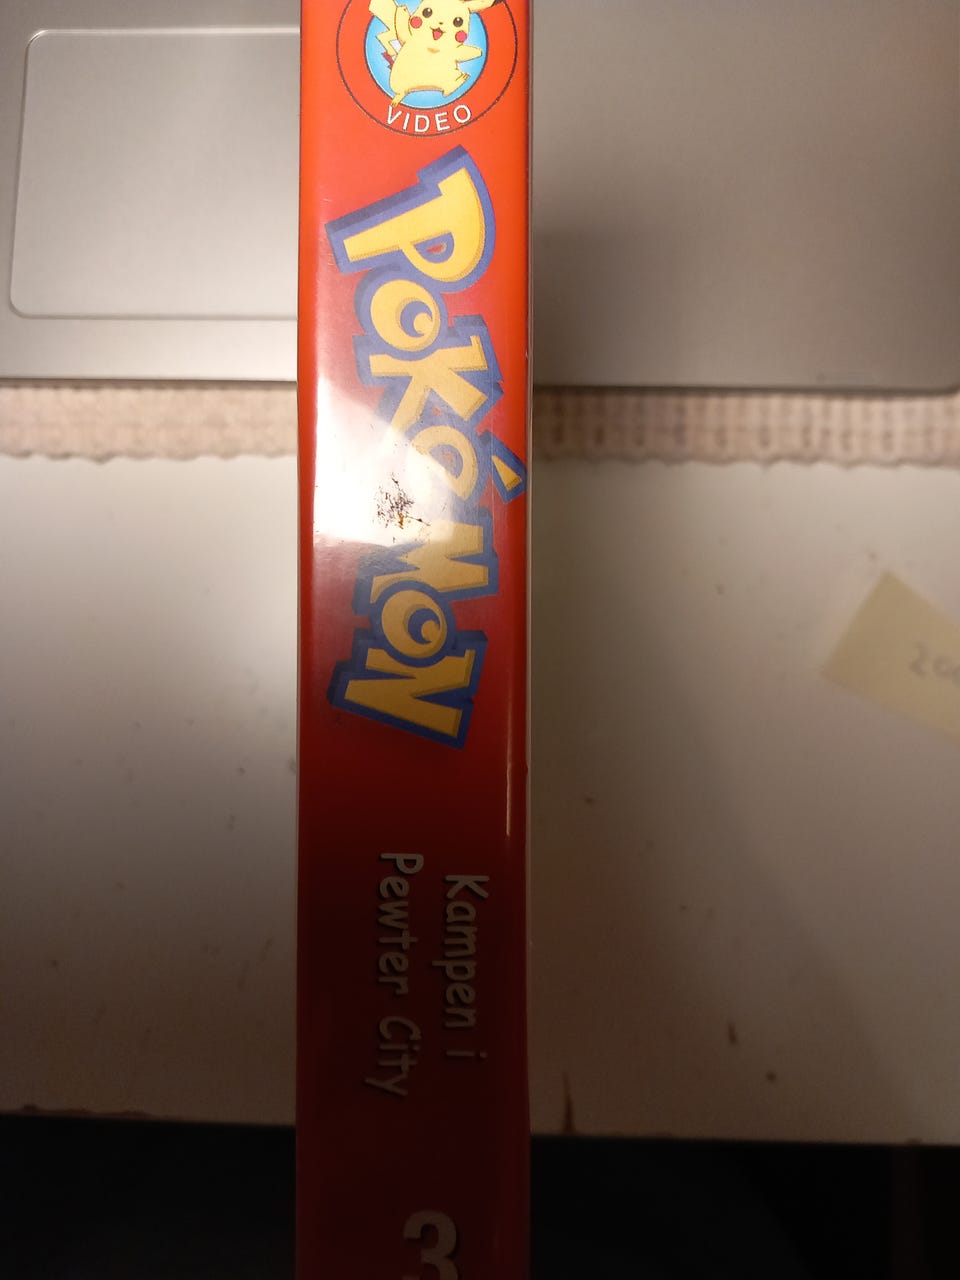 VIDEO
POKéMON
Kampen i
Pewter City
3